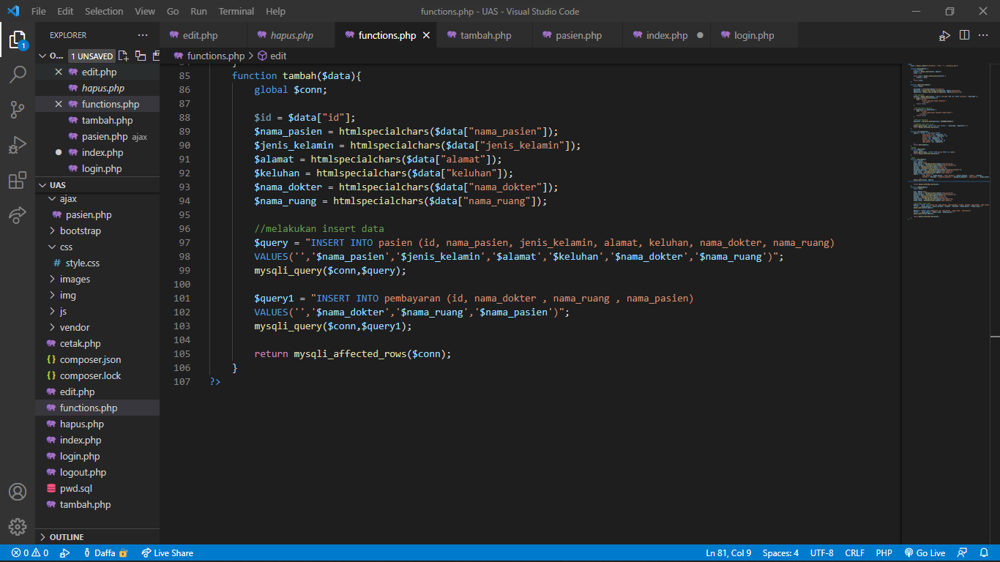 File Edit Selection View Go Run Terminal Help functions.php - UAS - Visual Studio Code
EXPLORER
1
O... 1 UNSAVED
edit.php
hapus.php
functions.php
tambah.php
pasien.php ajax
index.php
login.php
UAS
ajax
pasien.php
bootstrap
css
# style.css
images
img
js
vendor
cetak.php
{} composer.json
{} composer.lock
edit.php
functions.php
hapus.php
index.php
login.php
logout.php
pwd.sql
tambah.php
OUTLINE
edit.php hapus.php functions.php tambah.php pasien.php index.php login.php
functions.php > edit
85 function tambah($data){
86 global $conn;
87
88 $id = $data["id"];
89 $nama_pasien = htmlspecialchars($data["nama_pasien"]);
90 $jenis_kelamin = htmlspecialchars($data["jenis_kelamin"]);
91 $alamat = htmlspecialchars($data["alamat"]);
92 $keluhan = htmlspecialchars($data["keluhan"]);
93 $nama_dokter = htmlspecialchars($data["nama_dokter"]);
94 $nama_ruang = htmlspecialchars($data["nama_ruang"]);
95
96 //melakukan insert data
97 $query = "INSERT INTO pasien (id, nama_pasien, jenis_kelamin, alamat, keluhan, nama_dokter, nama_ruang)
98 VALUES('','$nama_pasien','$jenis_kelamin','$alamat','$keluhan','$nama_dokter','$nama_ruang')";
99 mysqli_query($conn,$query);
100
101 $query1 = "INSERT INTO pembayaran (id, nama_dokter , nama_ruang , nama_pasien)
102 VALUES('','$nama_dokter','$nama_ruang','$nama_pasien')";
103 mysqli_query($conn,$query1);
104
105 return mysqli_affected_rows($conn);
106 }
107 ?>
0 0 Daffa Live Share Ln 81, Col 9 Spaces: 4 UTF-8 CRLF PHP Go Live